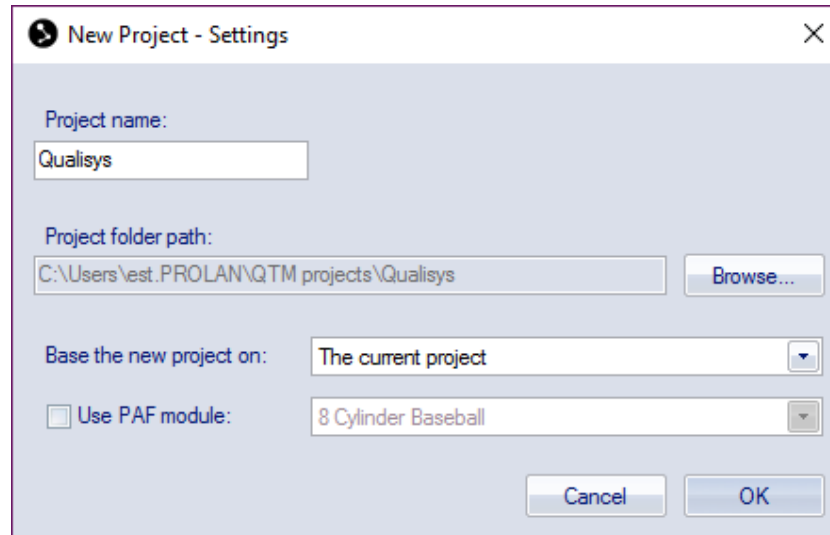 New Project - Settings
Project name:
Qualisys
Project folder path:
C:\Users\est.PROLAN\QTM projects\Qualisys
Browse...
Base the new project on: The current project
Use PAF module: 8 Cylinder Baseball
Cancel OK